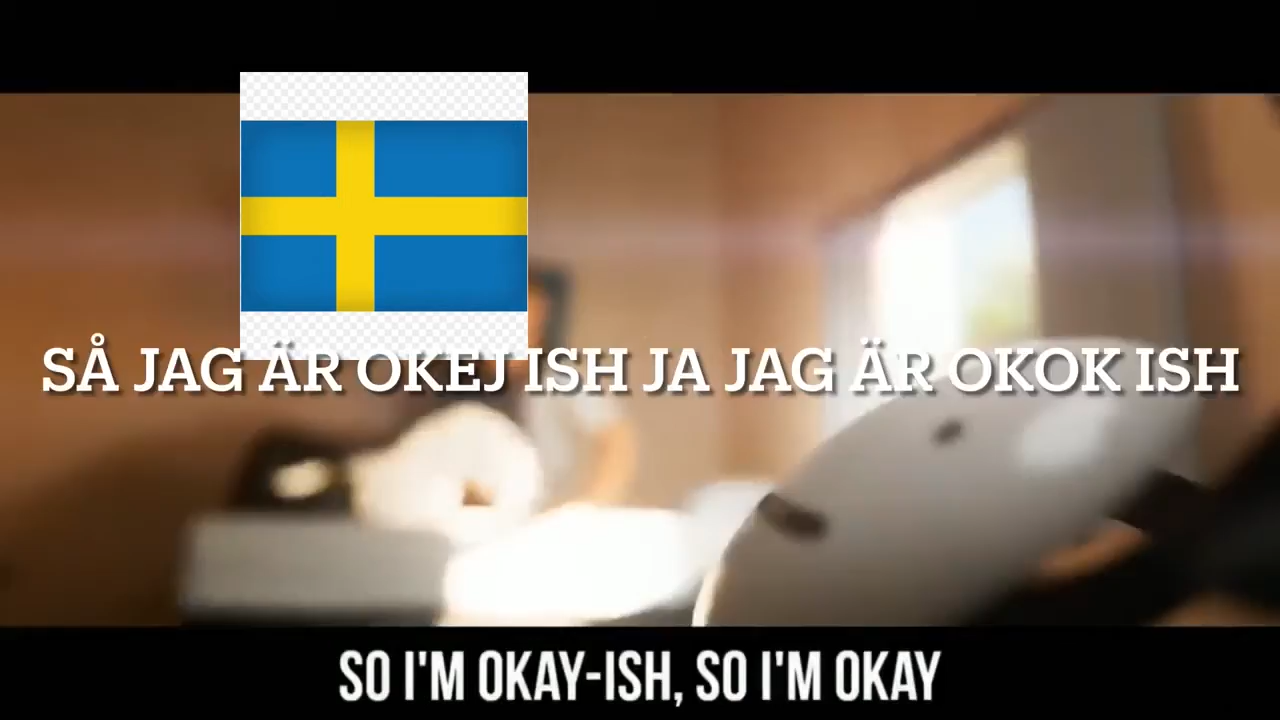 SÅ JAG ÄR OKEJ ISH JA JAG ÄR OKOK ISH
SO I'M OKAY-ISH, SO I'M OKAY